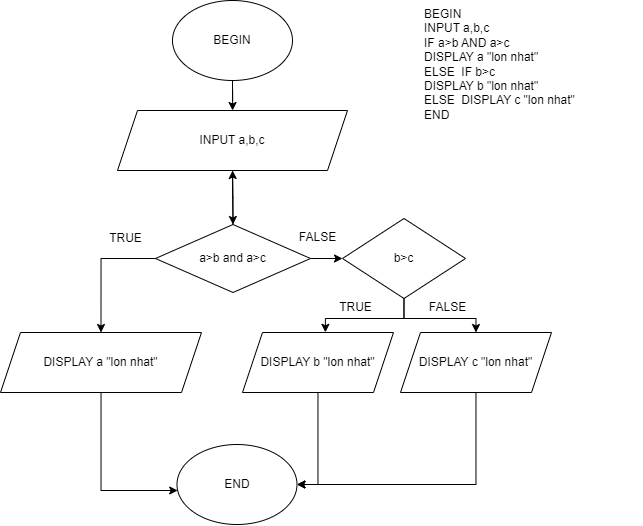 BEGIN
BEGIN
INPUT a,b,c
IF a>b AND a>c
DISPLAY a "lon nhat"
ELSE  IF b>c
DISPLAY b "lon nhat"
ELSE  DISPLAY c "lon nhat"
END
INPUT a,b,c
TRUE
a>b and a>c
FALSE
b>c
TRUE
FALSE
DISPLAY a "lon nhat"
DISPLAY b "lon nhat"
DISPLAY c "lon nhat"
END